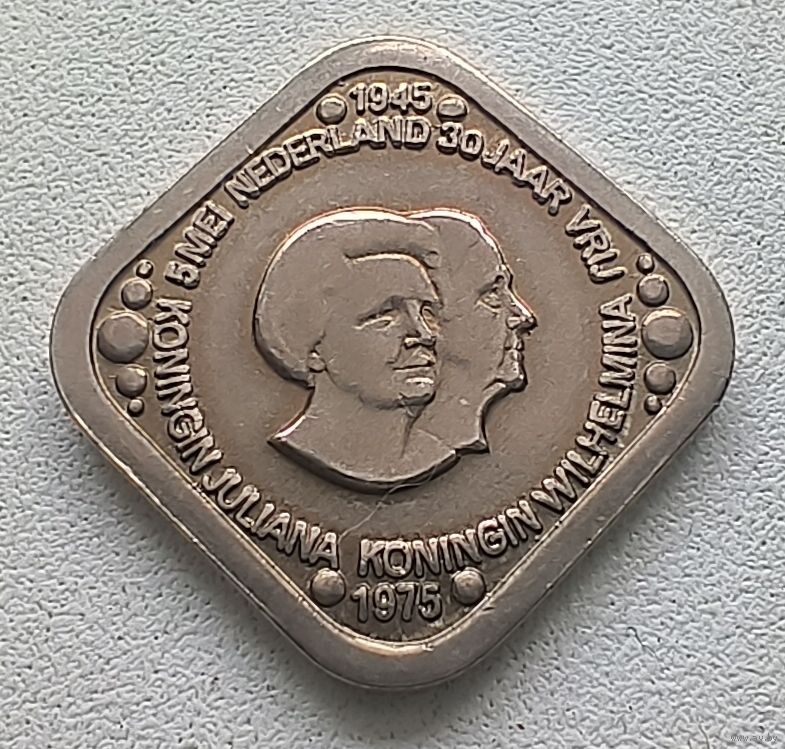 1945
5 MEI NEDERLAND 30 JAAR VRIJ
KONINGIN JULIANA KONINGIN WILHELMINA
1975